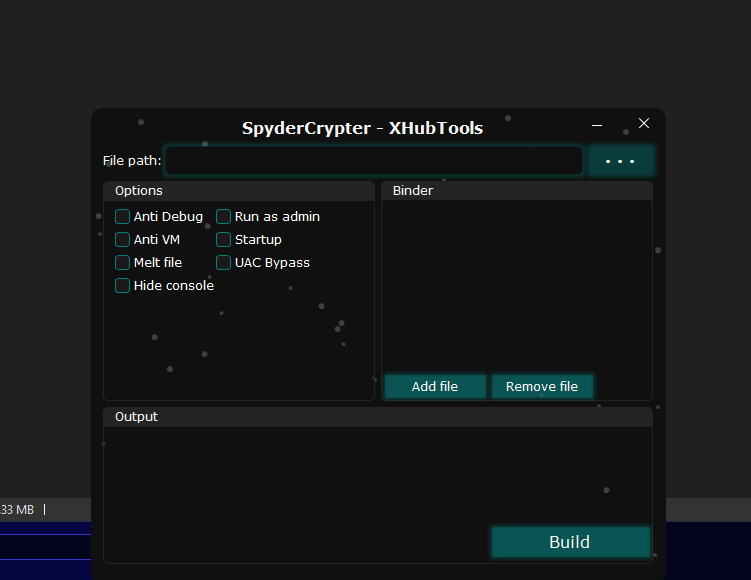 SpyderCrypter - XHubTools
File path:
...
Options
Anti Debug
Run as admin
Anti VM
Startup
Melt file
UAC Bypass
Hide console
Binder
Add file
Remove file
Output
.33 MB
Build